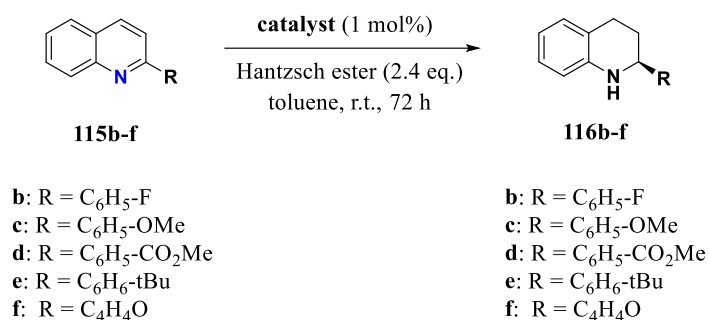 catalyst (1 mol%)
N R
Hantzsch ester (2.4 eq.)
N
H
R
toluene, r.t., 72 h
115b-f
116b-f
b: R = C₆H₅-F
c: R = C₆H₅-OMe
d: R = C₆H₅-CO₂Me
e: R = C₆H₆-tBu
f: R = C₄H₄O
b: R = C₆H₅-F
c: R = C₆H₅-OMe
d: R = C₆H₅-CO₂Me
e: R = C₆H₆-tBu
f: R = C₄H₄O